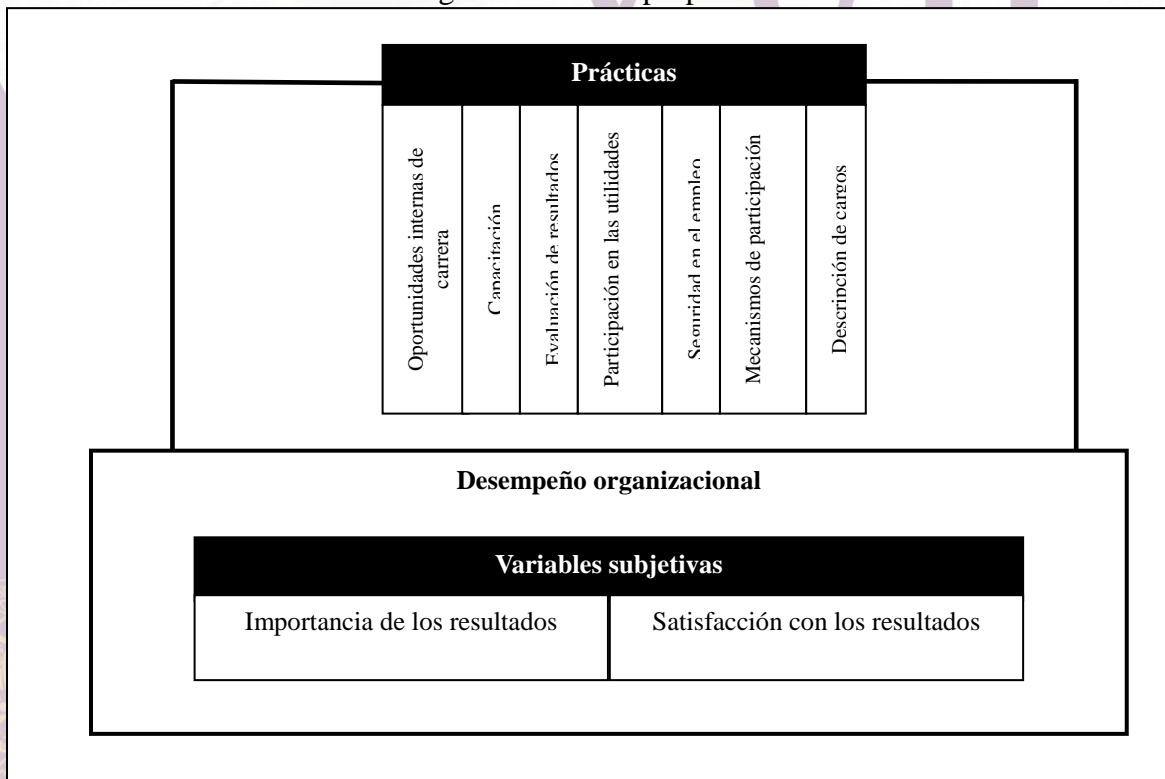 Prácticas
Oportunidades internas de
carrera
Capacitación
Evaluación de resultados
Participación en las utilidades
Seguridad en el empleo
Mecanismos de participación
Descripción de cargos
Desempeño organizacional
Variables subjetivas
Importancia de los resultados
Satisfacción con los resultados